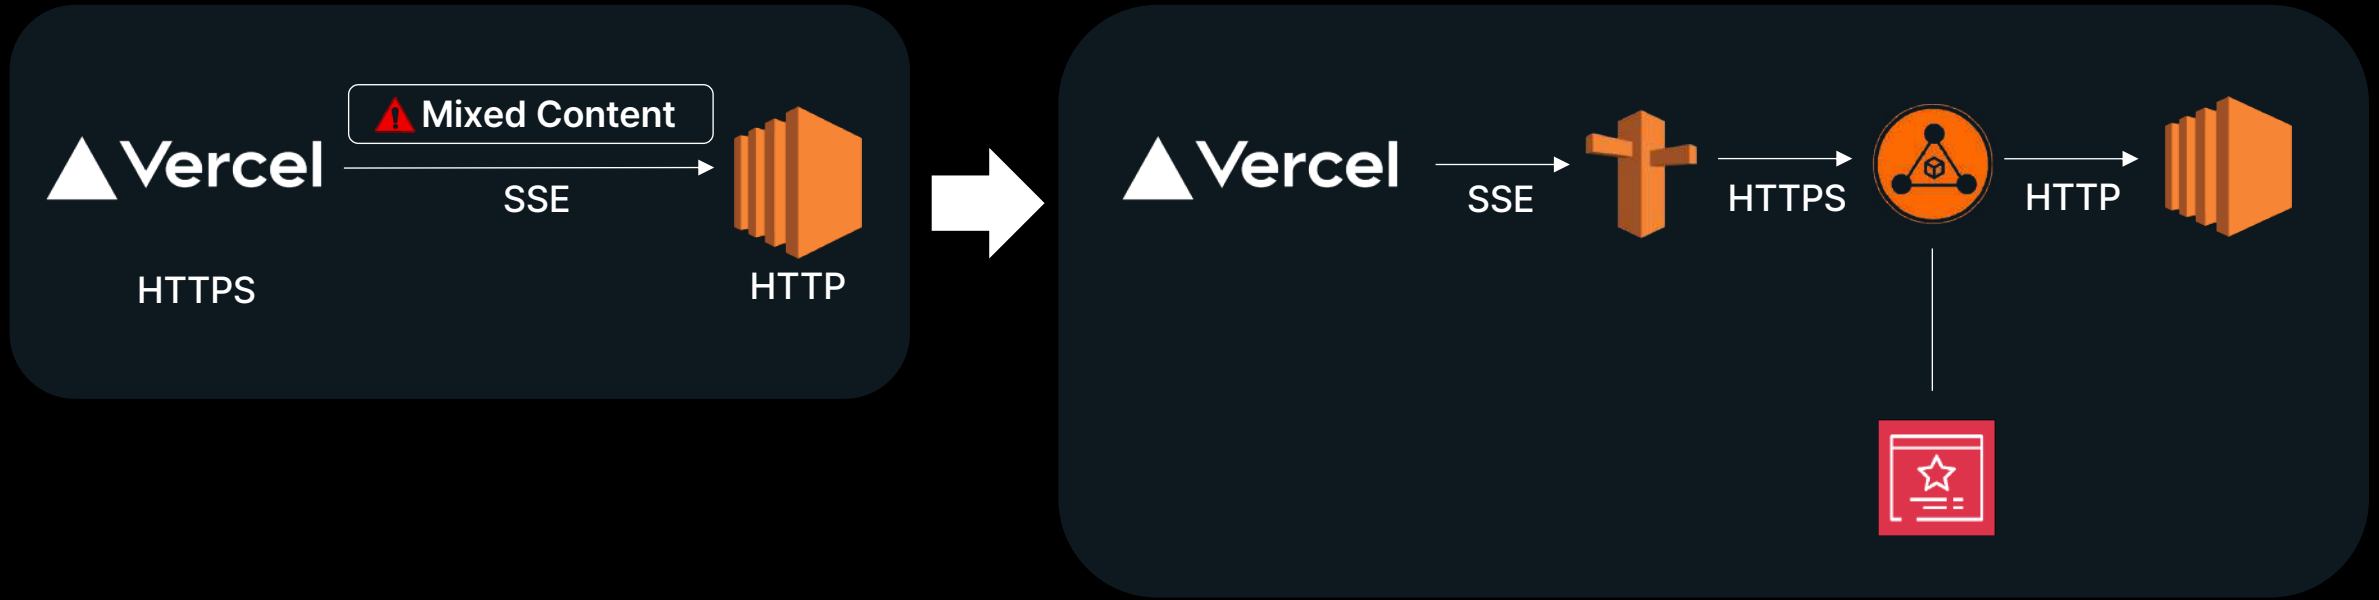 Mixed Content
Vercel
SSE
HTTPS
HTTP
Vercel
SSE
HTTPS
HTTP